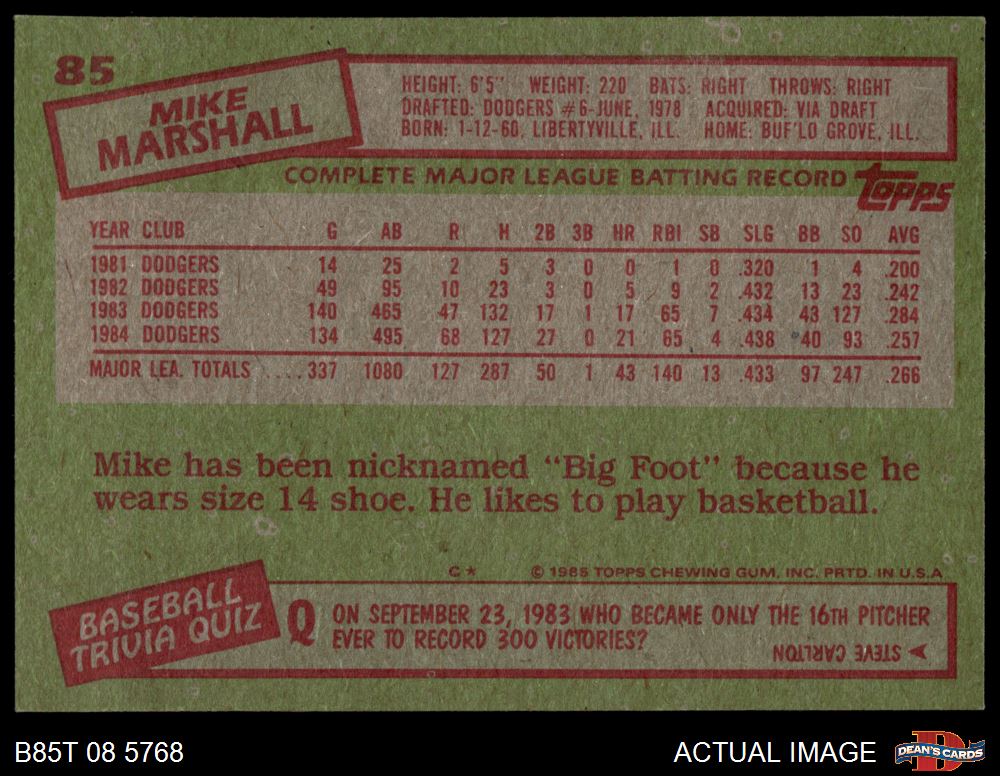 85
MIKE
MARSHALL
HEIGHT: 6'5" WEIGHT: 220 BATS: RIGHT THROWS: RIGHT
DRAFTED: DODGERS #6-JUNE, 1978 ACQUIRED: VIA DRAFT
BORN: 1-12-60, LIBERTYVILLE, ILL. HOME: BUF'LO GROVE, ILL.
COMPLETE MAJOR LEAGUE BATTING RECORD
TOPPS
YEAR CLUB G AB R H 2B 3B HR RBI SB SLG BB SO AVG
1981 DODGERS 14 25 2 5 3 0 0 1 0 .320 1 4 .200
1982 DODGERS 49 95 10 23 3 0 5 9 2 .432 13 23 .242
1983 DODGERS 140 465 47 132 17 1 17 65 7 .434 43 127 .284
1984 DODGERS 134 495 68 127 27 0 21 65 4 .438 40 93 .257
MAJOR LEA. TOTALS ....337 1080 127 287 50 1 43 140 13 .433 97 247 .266
Mike has been nicknamed "Big Foot" because he
wears size 14 shoe. He likes to play basketball.
C* © 1985 TOPPS CHEWING GUM, INC. PRTD. IN U.S.A
BASEBALL
TRIVIA QUIZ
Q ON SEPTEMBER 23, 1983 WHO BECAME ONLY THE 16TH PITCHER
EVER TO RECORD 300 VICTORIES?
STEVE CARLTON
B85T 08 5768
ACTUAL IMAGE
DEAN'S CARDS